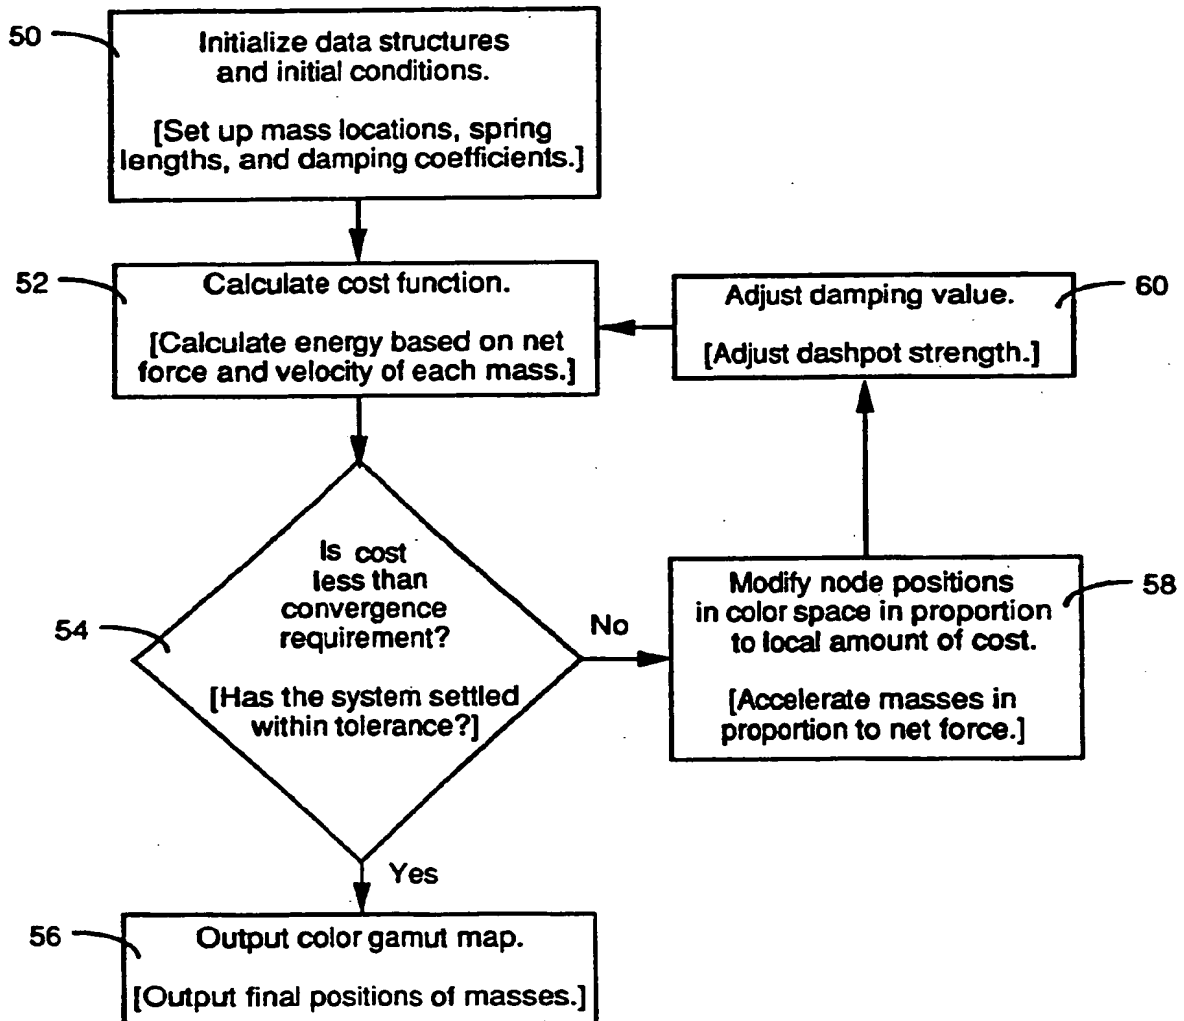 50
Initialize data structures
and initial conditions.
[Set up mass locations, spring
lengths, and damping coefficients.]
52
Calculate cost function.
[Calculate energy based on net
force and velocity of each mass.]
60
Adjust damping value.
[Adjust dashpot strength.]
54
Is cost
less than
convergence
requirement?
[Has the system settled
within tolerance?]
No
58
Modify node positions
in color space in proportion
to local amount of cost.
[Accelerate masses in
proportion to net force.]
Yes
56
Output color gamut map.
[Output final positions of masses.]